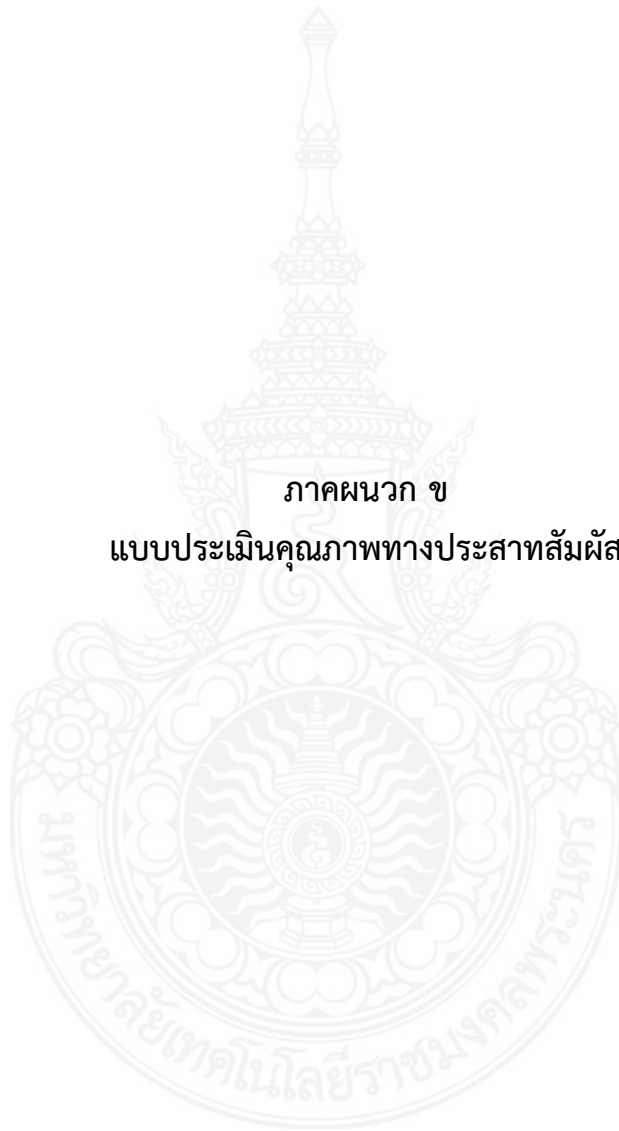 ภาคผนวก ข
แบบประเมินคุณภาพทางประสาทสัมผัส
มหาวิทยาลัยเทคโนโลยีราชมงคลพระนคร